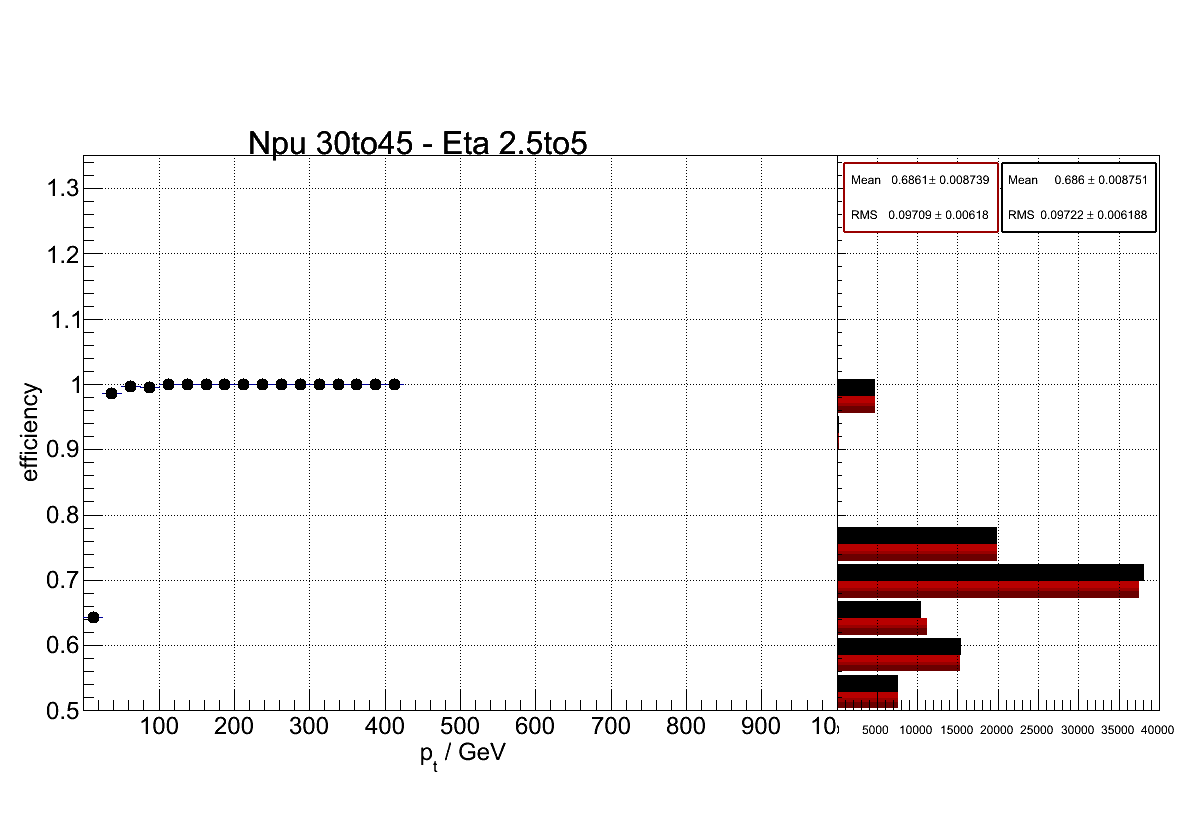 Npu 30to45 - Eta 2.5to5
Mean 0.6861± 0.008739
RMS 0.09709 ± 0.00618
Mean 0.686 ± 0.008751
RMS 0.09722 ± 0.006188
efficiency
1.3
1.2
1.1
1
0.9
0.8
0.7
0.6
0.5
100 200 300 400 500 600 700 800 900
5000 10000 15000 20000 25000 30000 35000 40000
pt / GeV